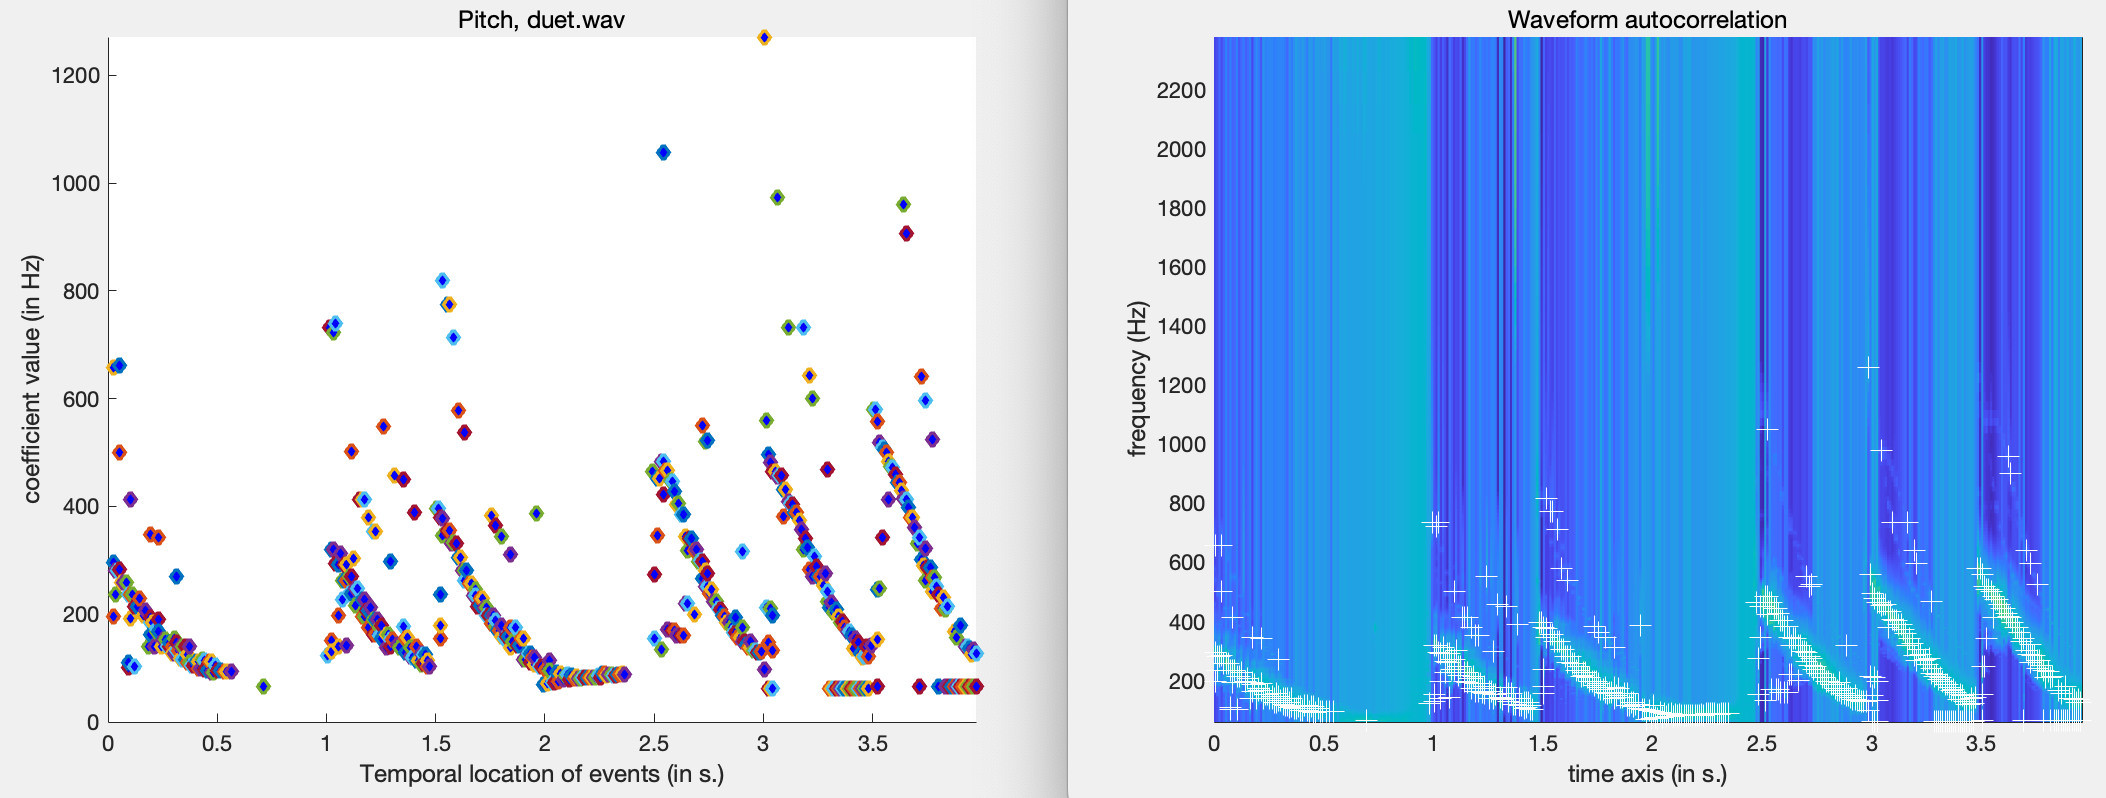 Pitch, duet.wav
coefficient value (in Hz)
1200
1000
800
600
400
200
0
0 0.5 1 1.5 2 2.5 3 3.5
Temporal location of events (in s.)
Waveform autocorrelation
frequency (Hz)
2200
2000
1800
1600
1400
1200
1000
800
600
400
200
0 0.5 1 1.5 2 2.5 3 3.5
time axis (in s.)